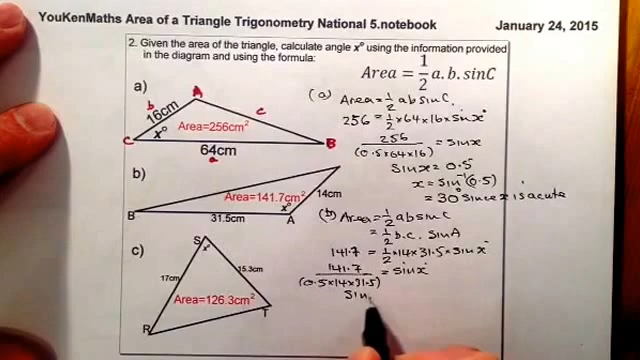 YouKenMaths Area of a Triangle Trigonometry National 5.notebook
January 24, 2015
2. Given the area of the triangle, calculate angle x° using the information provided
in the diagram and using the formula:
Area = 1/2 a.b.sinC
a)
A
b
16cm
c
x°
Area=256cm²
C
B
64cm
a
b)
Area=141.7cm²
14cm
x°
B
31.5cm
A
c)
S
x°
17cm
15.3cm
Area=126.3cm²
T
R
(a) Area = 1/2 ab sin C.
256 = 1/2 × 64 × 16 × sin x°
256 / (0.5×64×16) = sin x
sin x = 0.5
x = sin⁻¹(0.5)
= 30° since x is acute
(b) Area = 1/2 ab sin C
= 1/2 b.c. sin A
141.7 = 1/2 × 14 × 31.5 × sin x°
141.7 / (0.5×14×31.5) = sin x°
sin